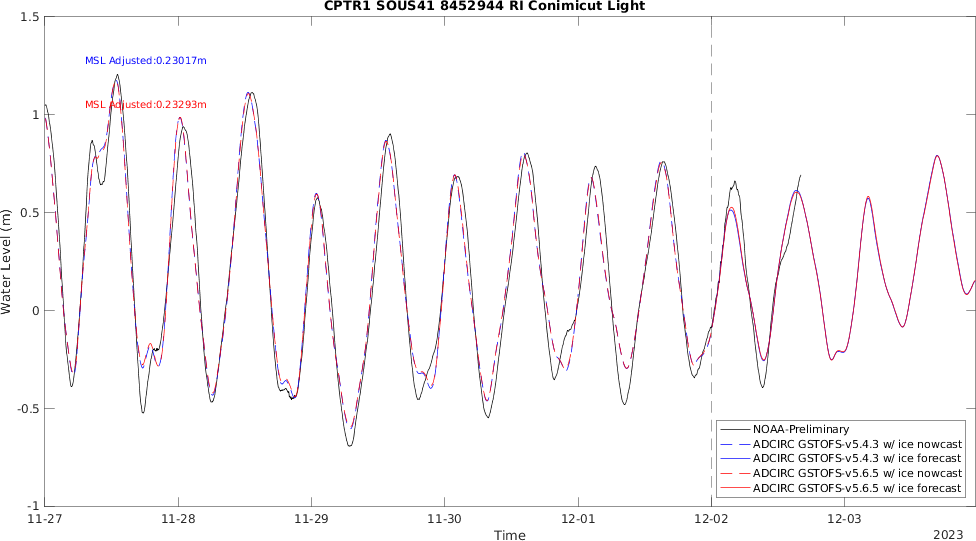 CPTR1 SOUS41 8452944 RI Conimicut Light
1.5
MSL Adjusted:0.23017m
MSL Adjusted:0.23293m
1
0.5
Water Level (m)
0
-0.5
NOAA-Preliminary
ADCIRC GSTOFS-v5.4.3 w/ ice nowcast
ADCIRC GSTOFS-v5.4.3 w/ ice forecast
ADCIRC GSTOFS-v5.6.5 w/ ice nowcast
ADCIRC GSTOFS-v5.6.5 w/ ice forecast
-1
11-27 11-28 11-29 11-30 12-01 12-02 12-03
Time
2023